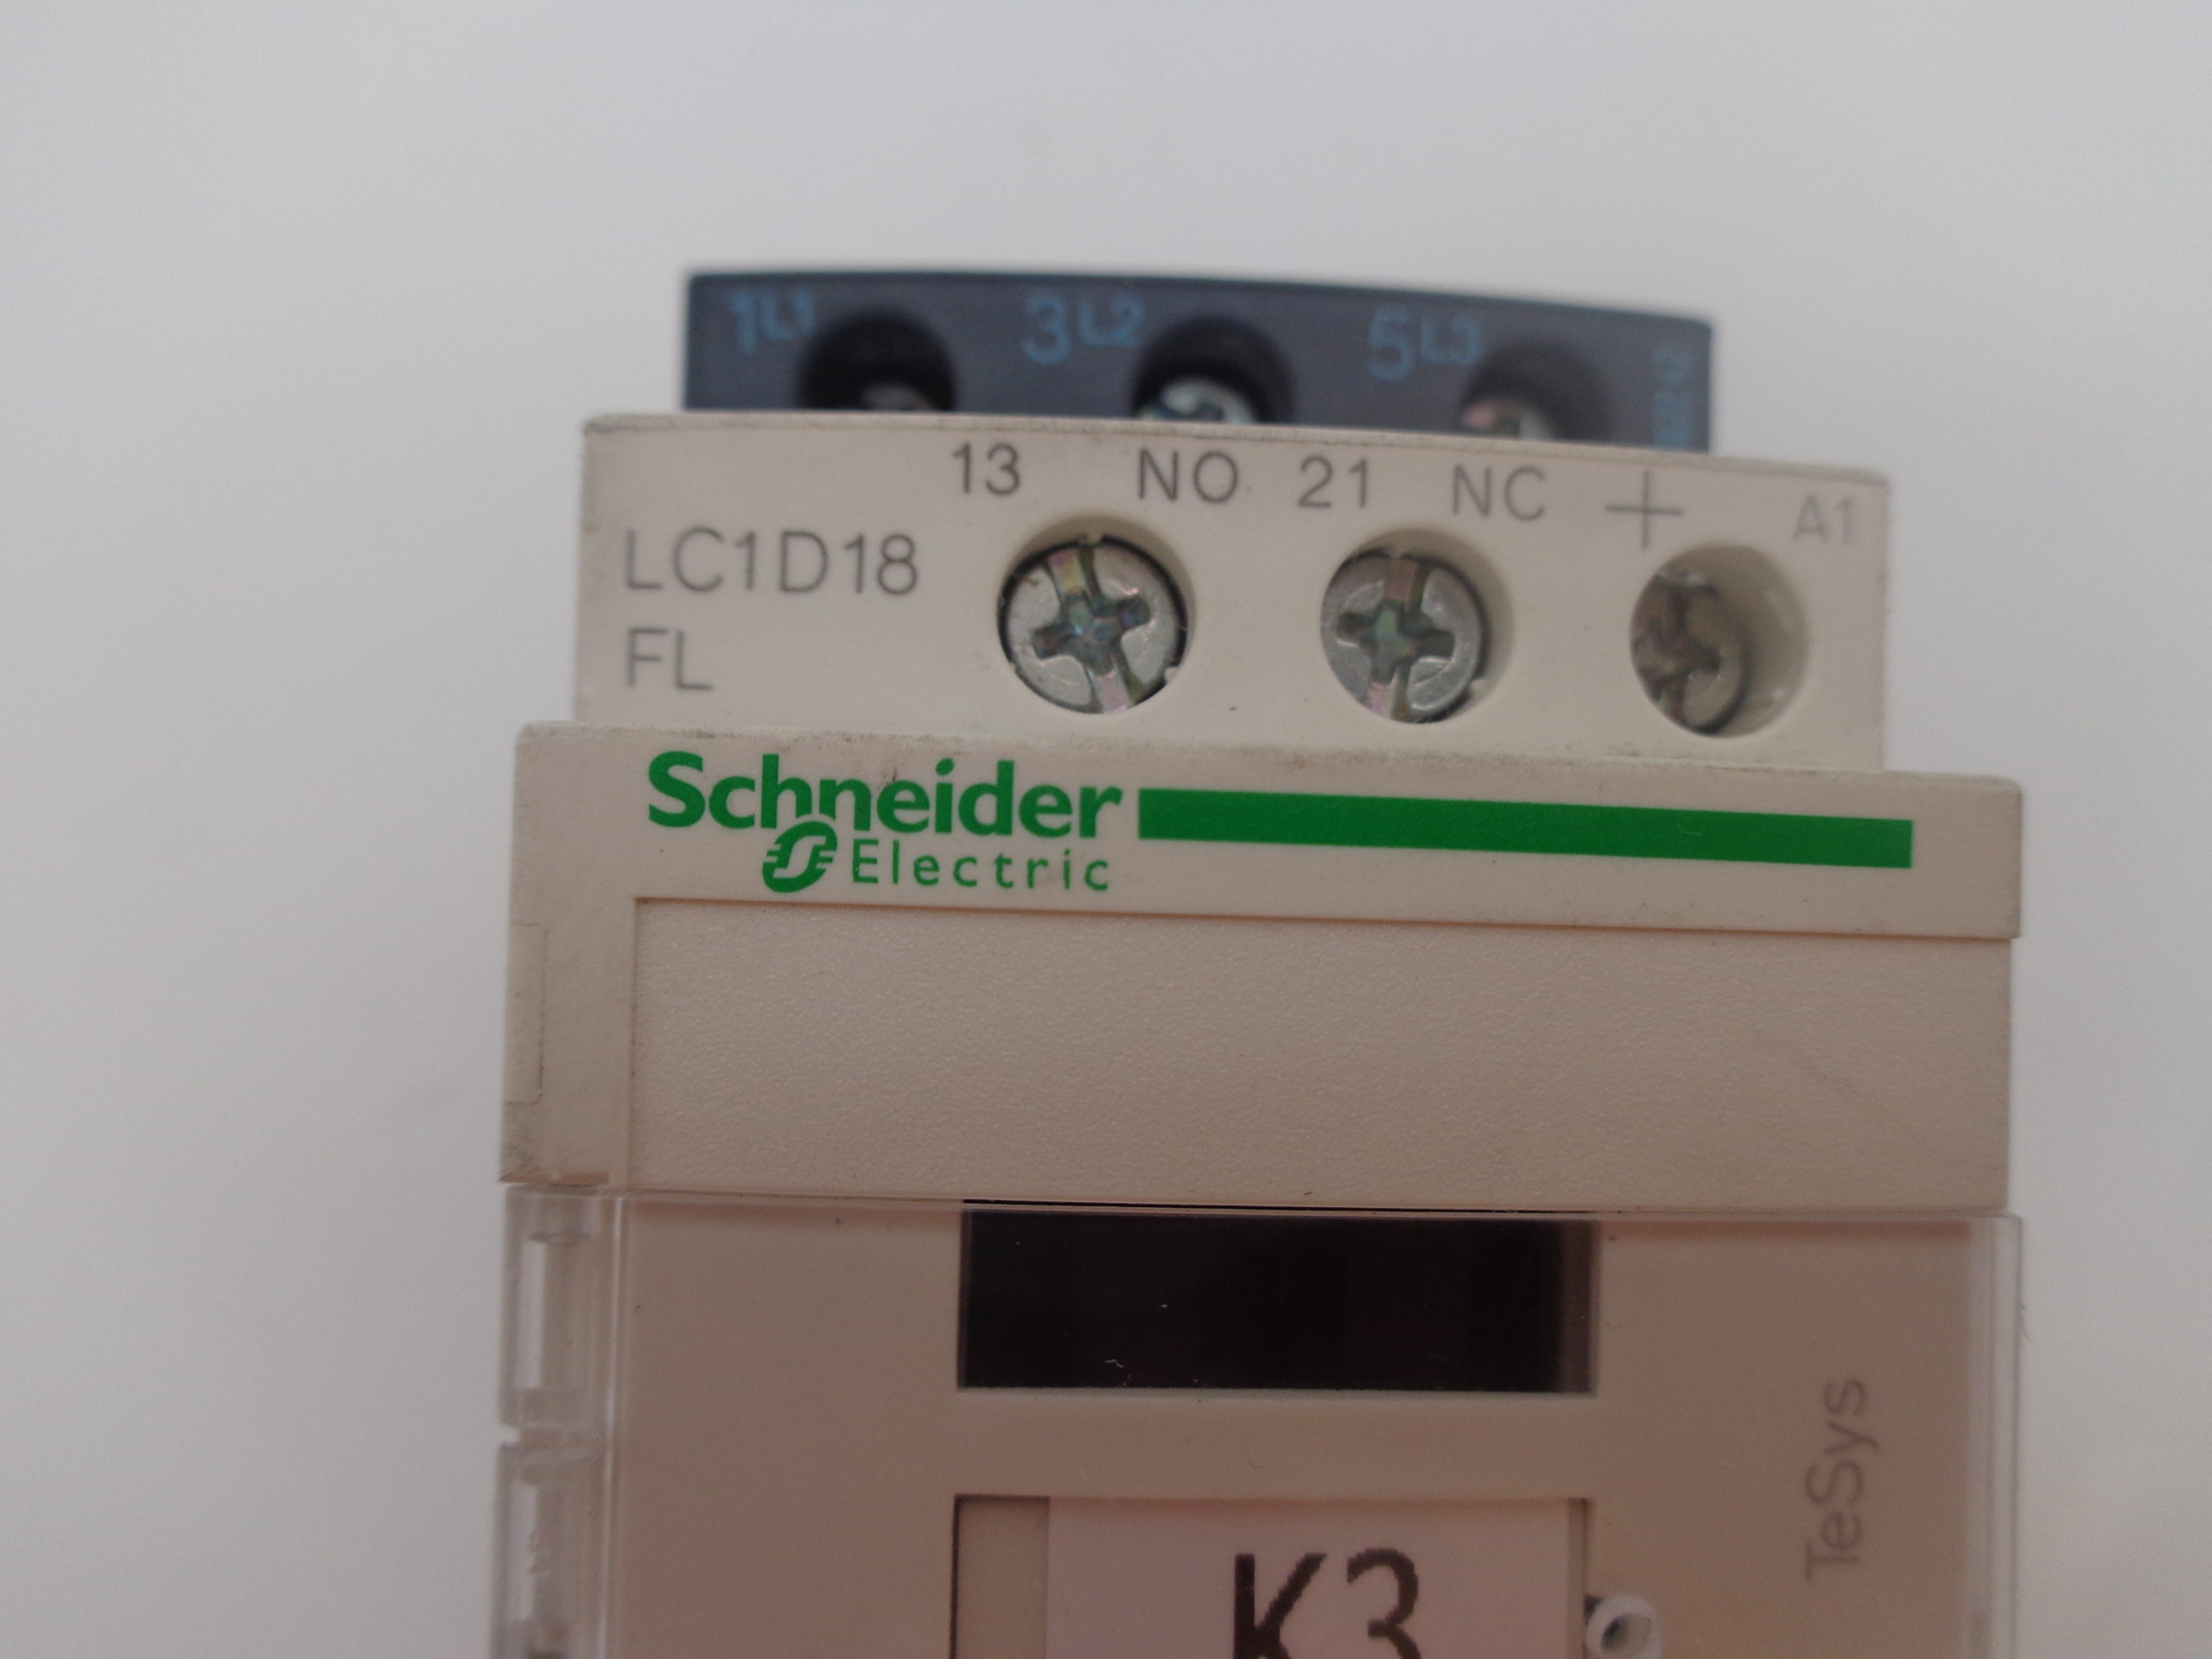 1L1 3L2 5L3
13 NO 21 NC + A1
LC1D18
FL
Schneider
Electric
TeSys
K3